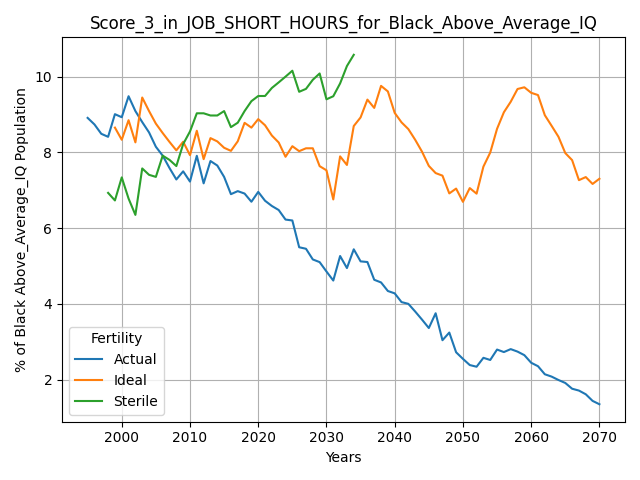 Score_3_in_JOB_SHORT_HOURS_for_Black_Above_Average_IQ
% of Black Above_Average_IQ Population
10
8
6
4
2
Fertility
Actual
Ideal
Sterile
2000 2010 2020 2030 2040 2050 2060 2070
Years